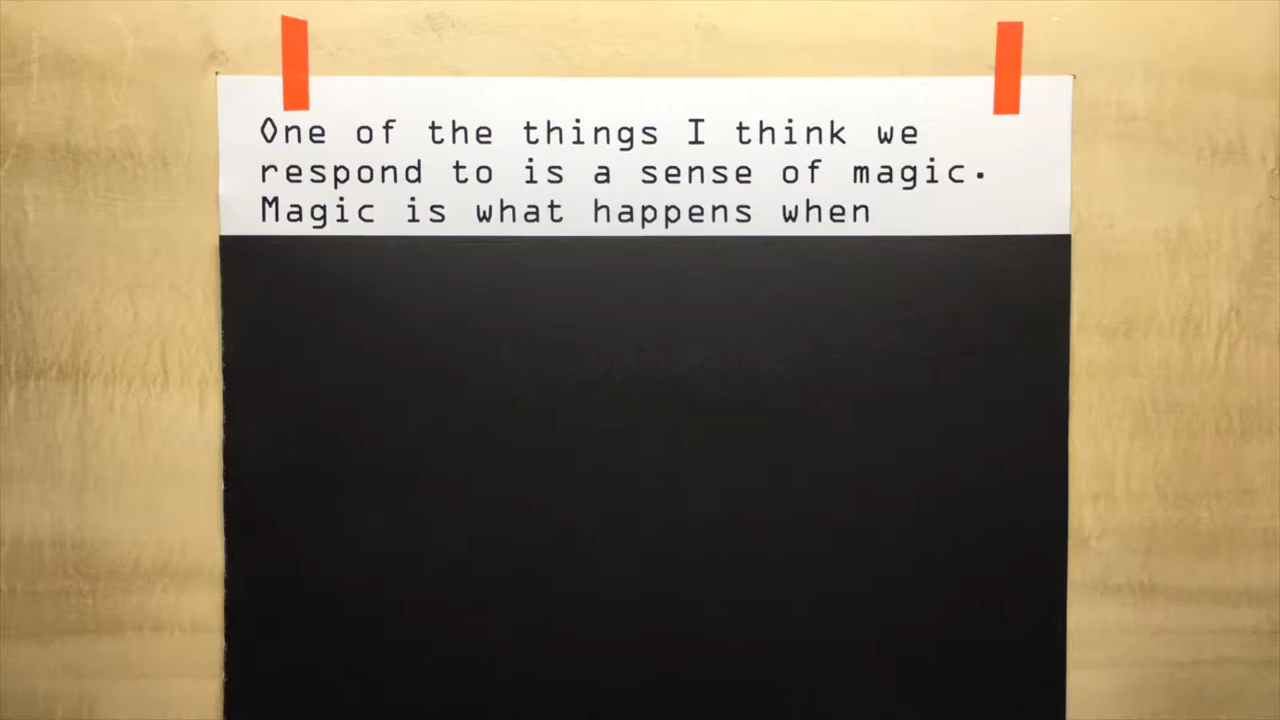 One of the things I think we
respond to is a sense of magic.
Magic is what happens when